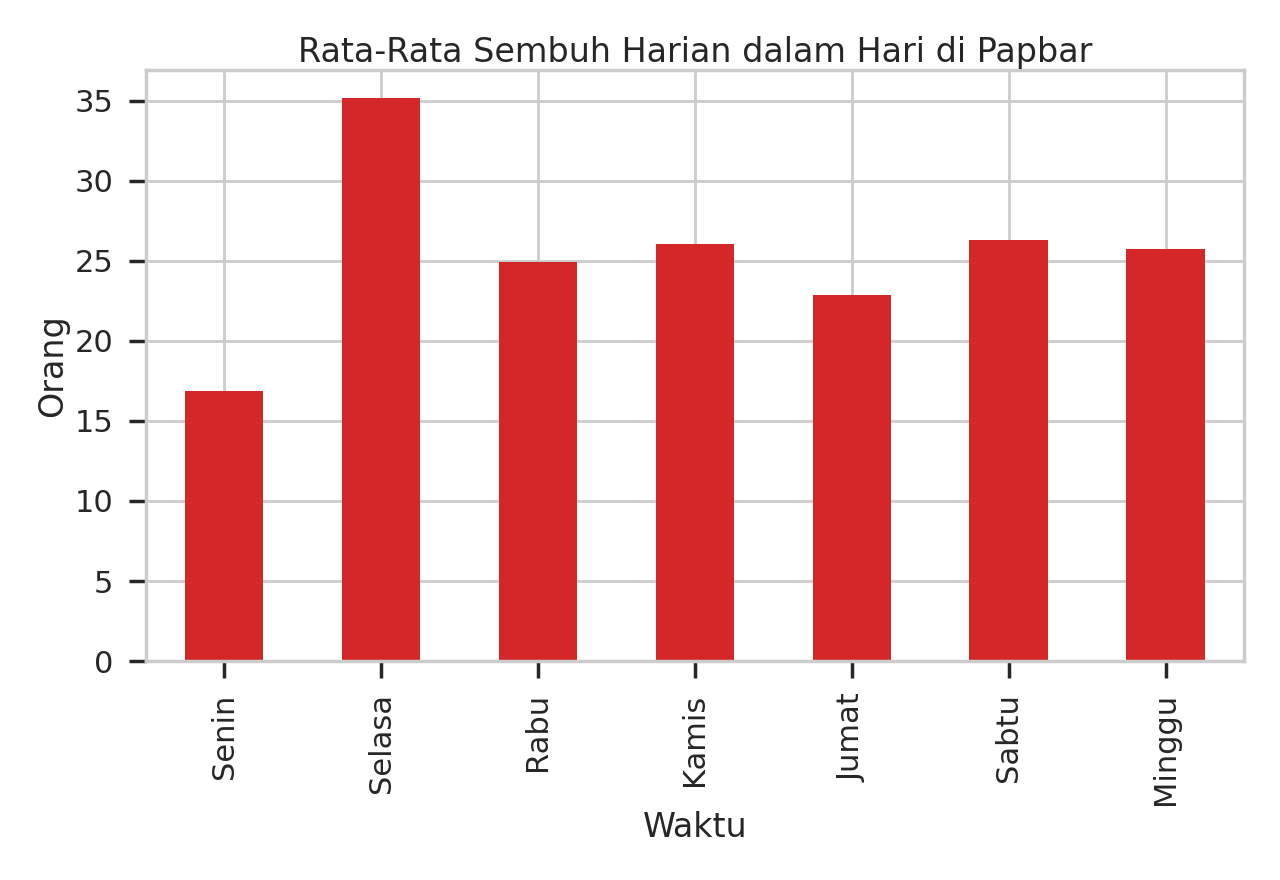 Rata-Rata Sembuh Harian dalam Hari di Papbar
35
30
25
20
15
10
5
0
Orang
Senin
Selasa
Rabu
Kamis
Jumat
Sabtu
Minggu
Waktu